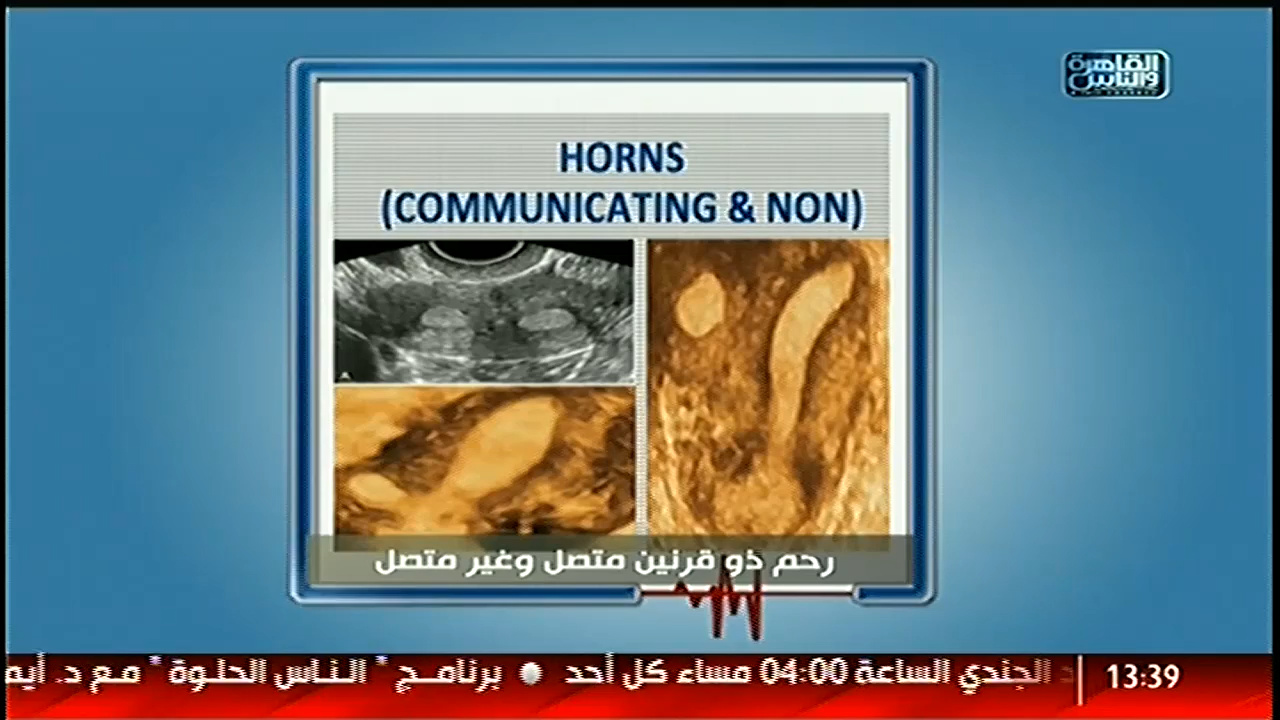 القاهرة
والناس
HORNS
(COMMUNICATING & NON)
A
رحم ذو قرنين متصل وغير متصل
الجندي الساعة 04:00 مساء كل أحد ● برنامج "الناس الحلوة" مع د. أيم
13:39